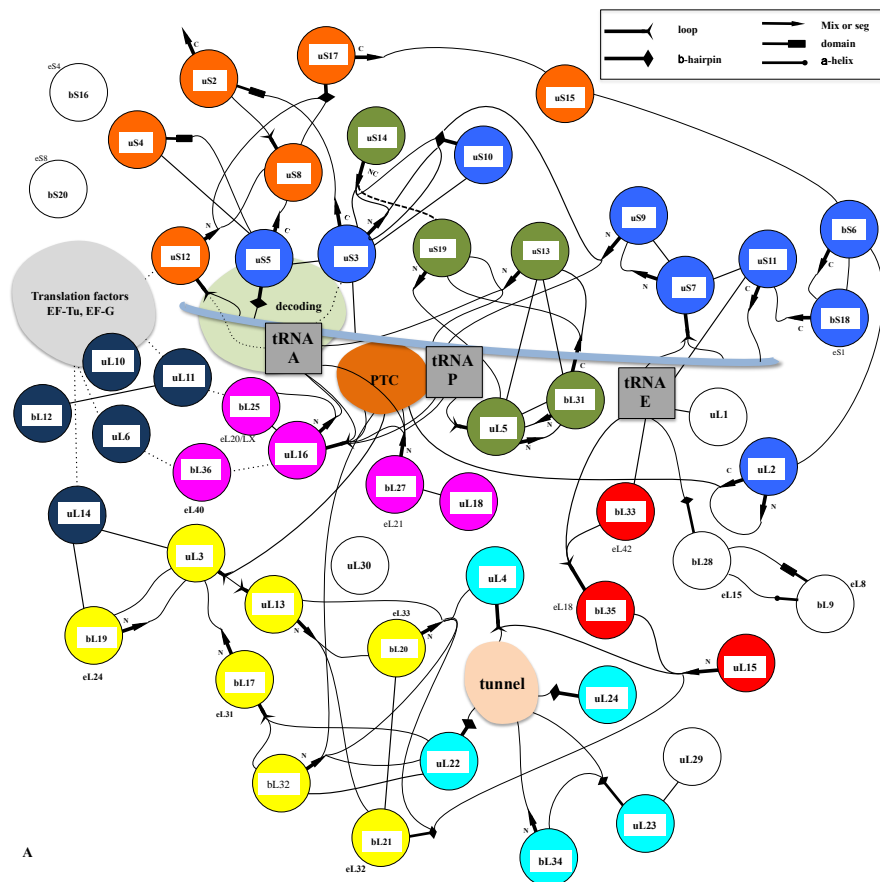 loop
b-hairpin
Mix or seg
domain
a-helix
eS4
bS16
C
uS2
uS17
C
uS15
uS4
uS14
uS10
NC
eS8
bS20
uS8
uS12
N
uS5
C
C
uS3
N
uS19
N
uS13
N
uS9
N
uS7
N
uS11
C
bS6
C
bS18
C
eS1
Translation factors
EF-Tu, EF-G
decoding
tRNA
A
PTC
tRNA
P
tRNA
E
uL10
uL11
bL12
uL6
bL25
eL20/LX
uL16
N
bL36
eL40
bL27
N
eL21
uL18
uL5
N
N
bL31
C
uL1
uL2
C
N
uL14
uL3
uL30
bL33
eL42
bL28
eL15
eL8
bL9
uL13
N
eL33
bL20
N
uL4
eL18
bL35
bL19
N
eL24
bL17
N
eL31
tunnel
uL24
uL15
N
bL32
N
uL22
uL29
bL21
eL32
bL34
N
uL23
A